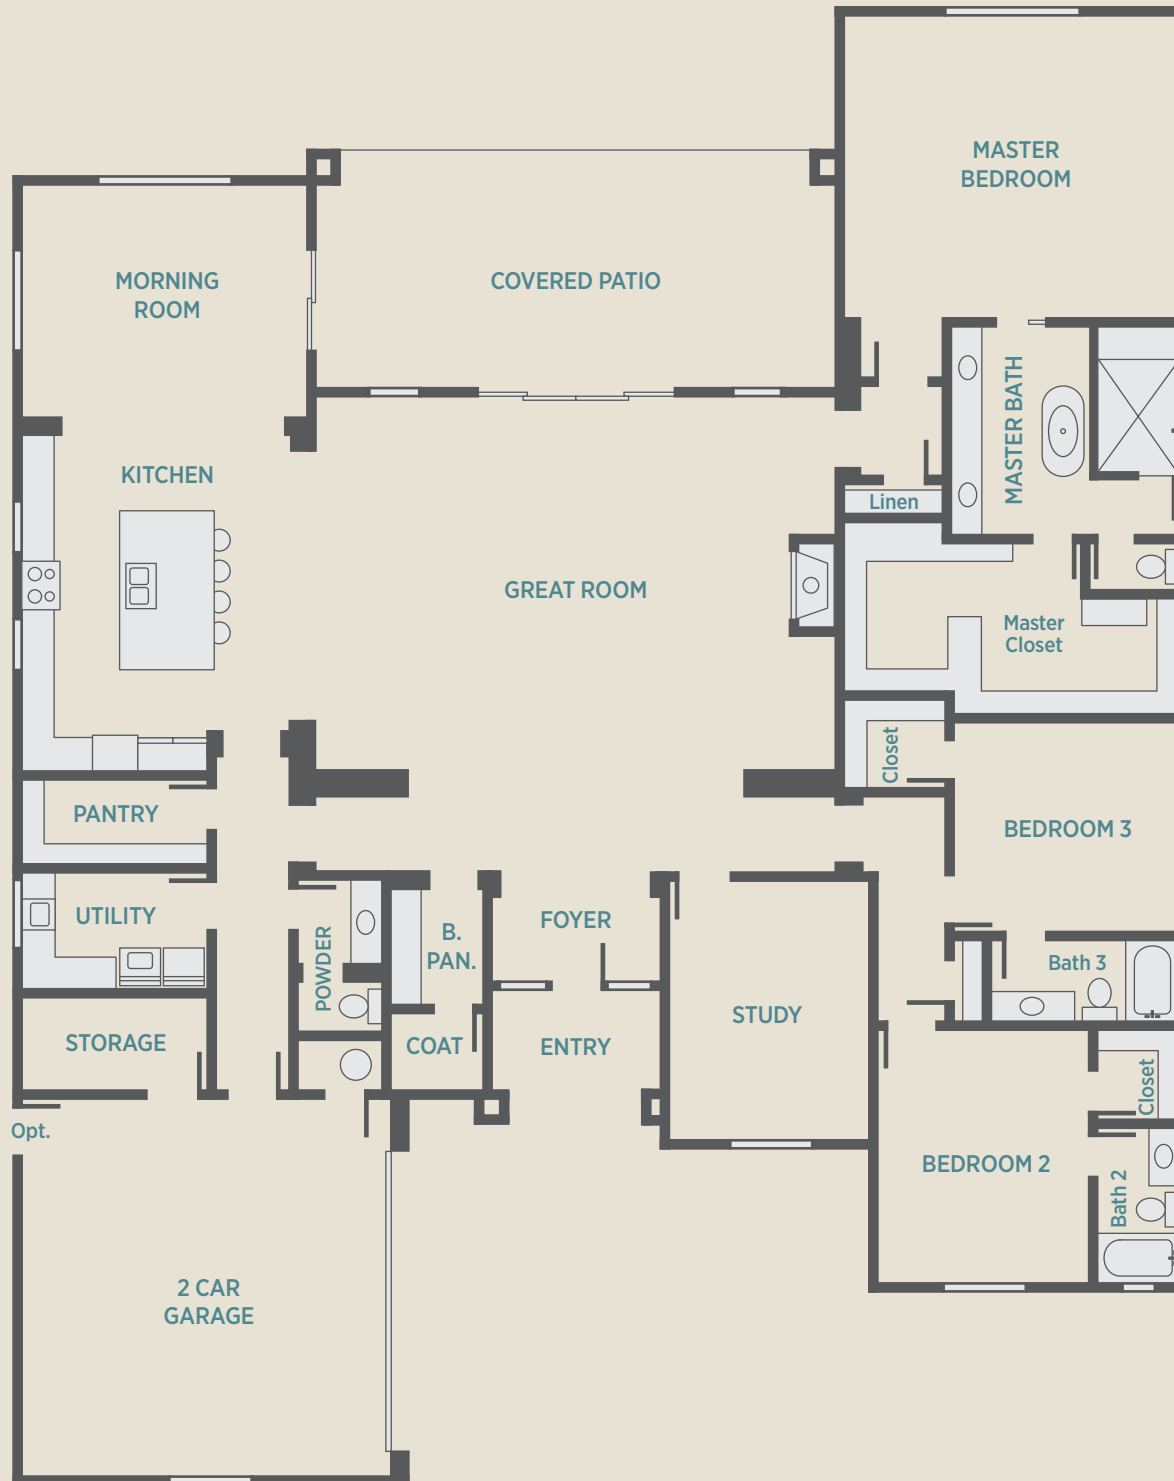 MASTER
BEDROOM
MORNING
ROOM
COVERED PATIO
MASTER BATH
KITCHEN
Linen
GREAT ROOM
Master
Closet
Closet
PANTRY
BEDROOM 3
UTILITY
POWDER
B.
PAN.
FOYER
Bath 3
STORAGE
COAT
ENTRY
STUDY
Closet
Opt.
BEDROOM 2
Bath 2
2 CAR
GARAGE